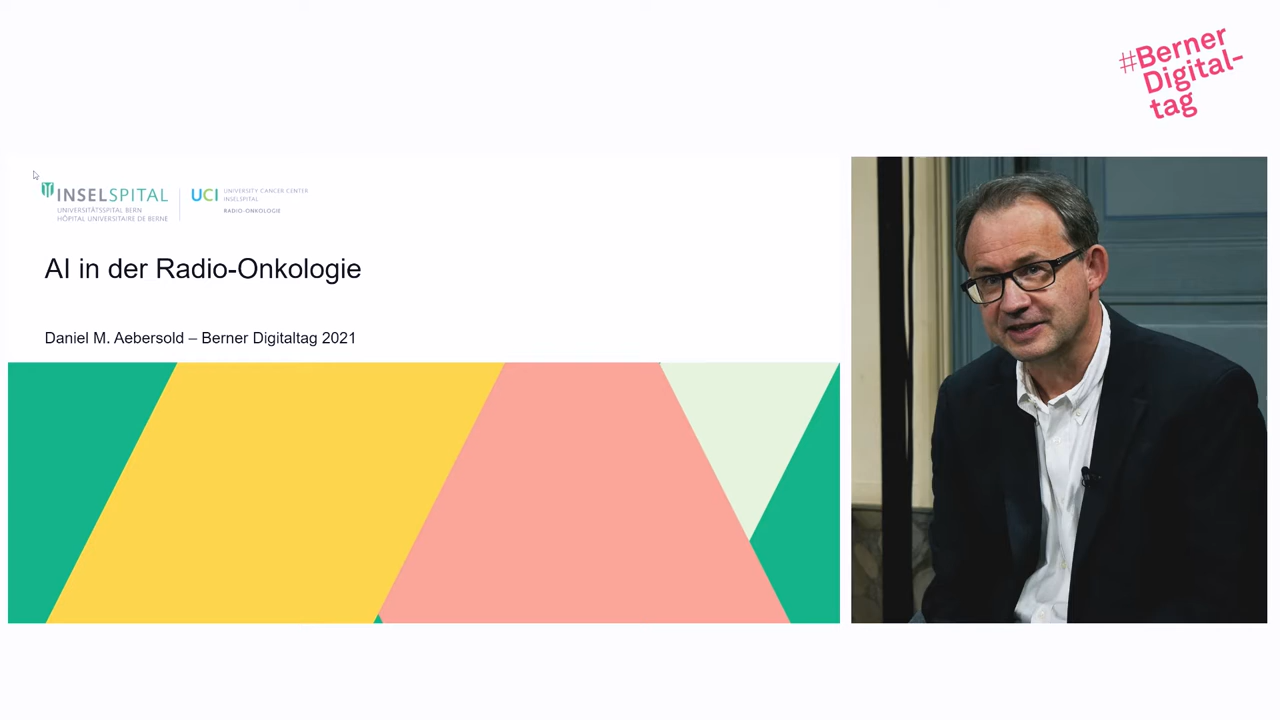 #Berner
Digital-
tag
INSELSPITAL
UNIVERSITÄTSSPITAL BERN
HÔPITAL UNIVERSITAIRE DE BERNE
UCI
UNIVERSITY CANCER CENTER
INSELSPITAL
RADIO-ONKOLOGIE
AI in der Radio-Onkologie
Daniel M. Aebersold – Berner Digitaltag 2021